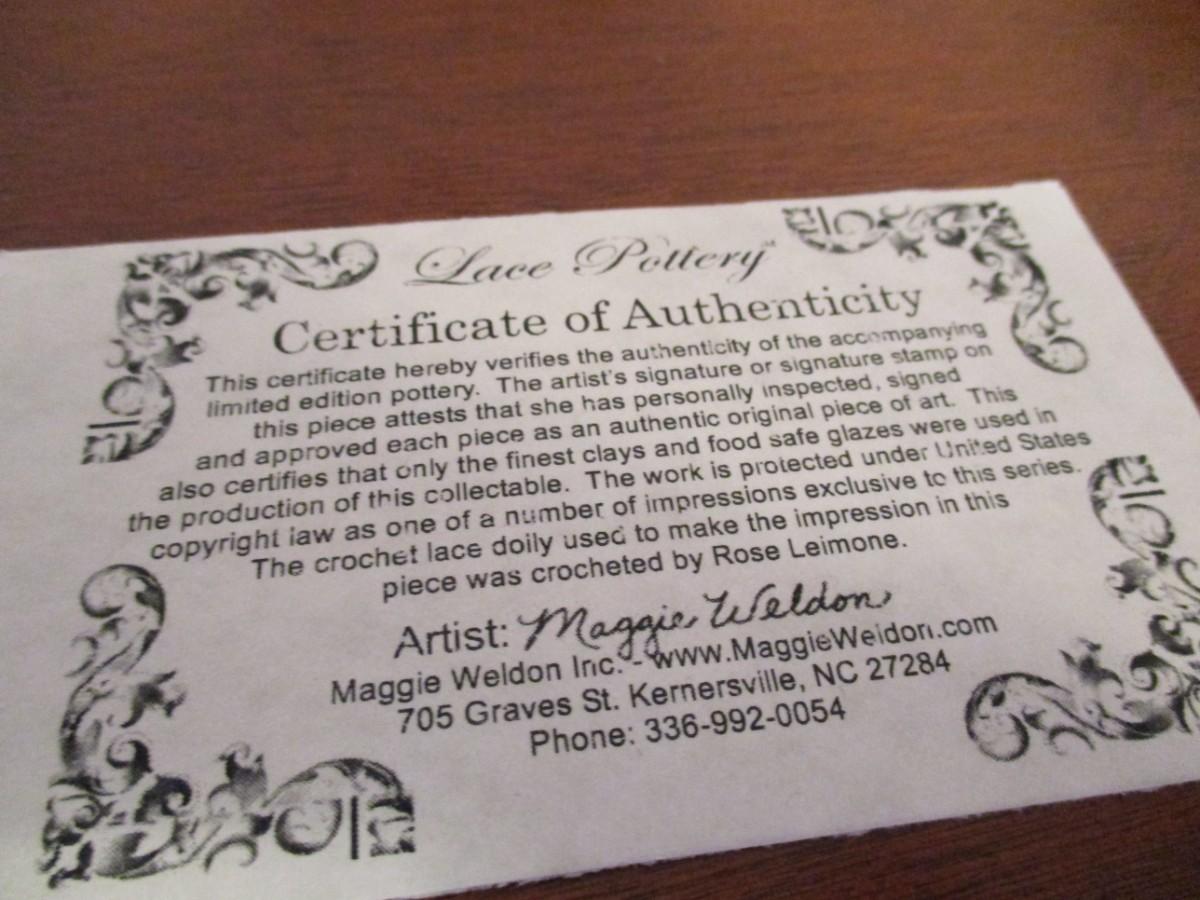 Lace Pottery
Certificate of Authenticity
This certificate hereby verifies the authenticity of the accompanying
limited edition pottery. The artist's signature or signature stamp on
this piece attests that she has personally inspected, signed
and approved each piece as an authentic original piece of art. This
also certifies that only the finest clays and food safe glazes were used in
the production of this collectable. The work is protected under United States
copyright law as one of a number of impressions exclusive to this series.
The crochet lace doily used to make the impression in this
piece was crocheted by Rose Leimone.
Artist: Maggie Weldon
Maggie Weldon Inc. - www.MaggieWeldon.com
705 Graves St. Kernersville, NC 27284
Phone: 336-992-0054